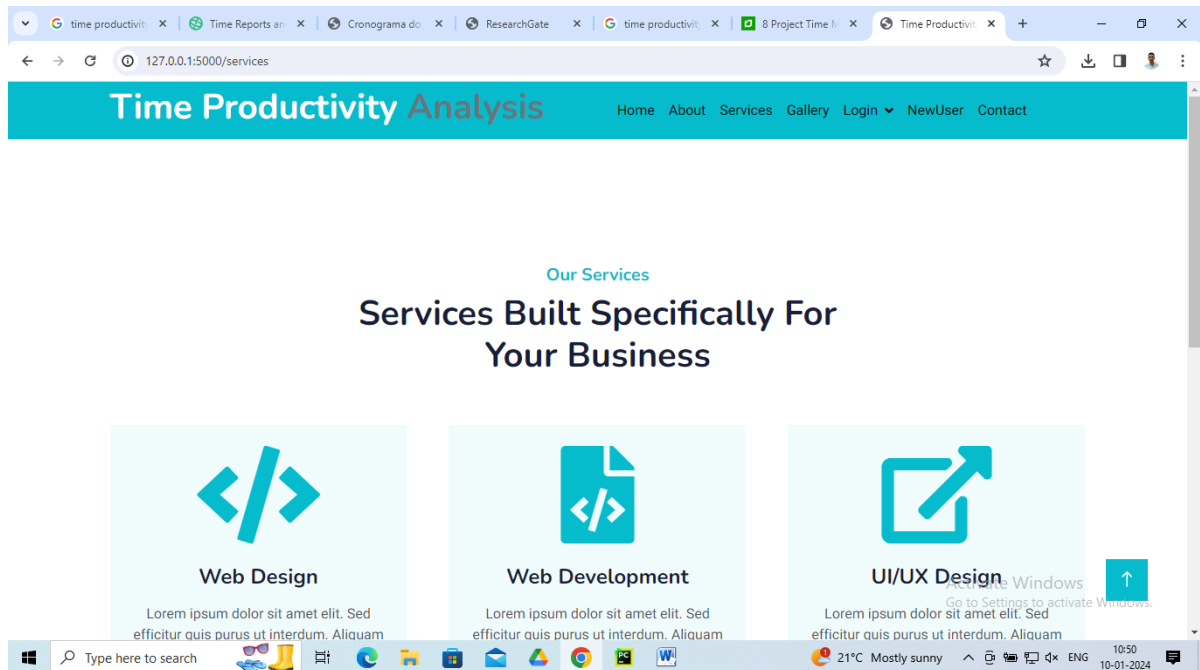 time productivity
Time Reports an
Cronograma do
ResearchGate
time productivit
8 Project Time
Time Productivit
127.0.0.1:5000/services
Time Productivity Analysis
Home About Services Gallery Login NewUser Contact
Our Services
Services Built Specifically For
Your Business
Web Design
Web Development
UI/UX Design
Lorem ipsum dolor sit amet elit. Sed
efficitur quis purus ut interdum. Aliquam
Lorem ipsum dolor sit amet elit. Sed
efficitur quis purus ut interdum. Aliquam
Lorem ipsum dolor sit amet elit. Sed
efficitur quis purus ut interdum. Aliquam
Activate Windows
Go to Settings to activate Windows.
Type here to search
PC
W
21°C Mostly sunny
ENG
10:50
10-01-2024